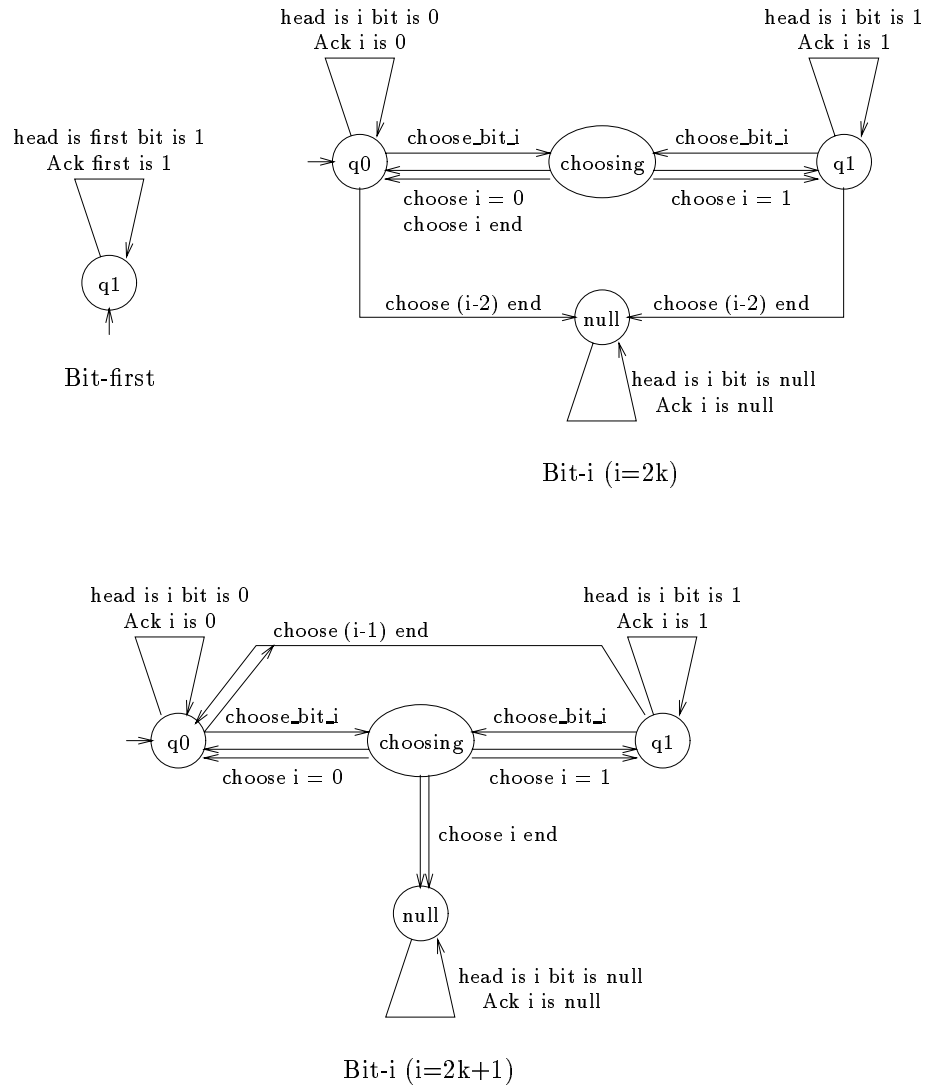 head is i bit is 0
Ack i is 0
head is i bit is 1
Ack i is 1
head is first bit is 1
Ack first is 1
choose_bit_i
choose_bit_i
q0
choosing
q1
choose i = 0
choose i end
choose i = 1
q1
choose (i-2) end
choose (i-2) end
null
Bit-first
head is i bit is null
Ack i is null
Bit-i (i=2k)
head is i bit is 0
Ack i is 0
head is i bit is 1
Ack i is 1
choose (i-1) end
choose_bit_i
choose_bit_i
q0
choosing
q1
choose i = 0
choose i = 1
choose i end
null
head is i bit is null
Ack i is null
Bit-i (i=2k+1)